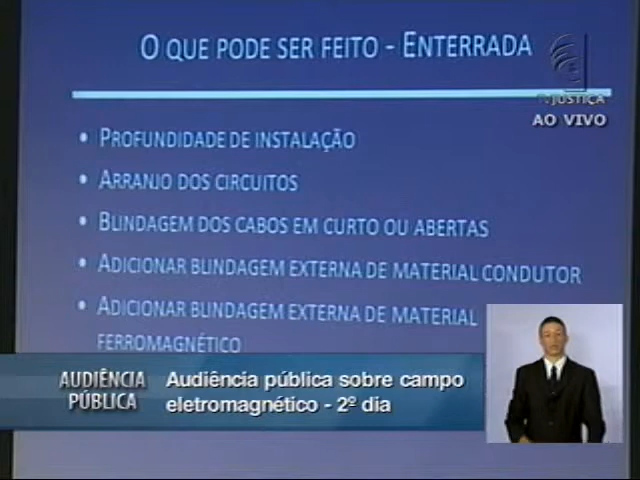 O QUE PODE SER FEITO - ENTERRADA
TV JUSTIÇA
AO VIVO
• PROFUNDIDADE DE INSTALAÇÃO
• ARRANJO DOS CIRCUITOS
• BLINDAGEM DOS CABOS EM CURTO OU ABERTAS
• ADICIONAR BLINDAGEM EXTERNA DE MATERIAL CONDUTOR
• ADICIONAR BLINDAGEM EXTERNA DE MATERIAL
FERROMAGNÉTICO
AUDIÊNCIA
PÚBLICA
Audiência pública sobre campo
eletromagnético - 2º dia